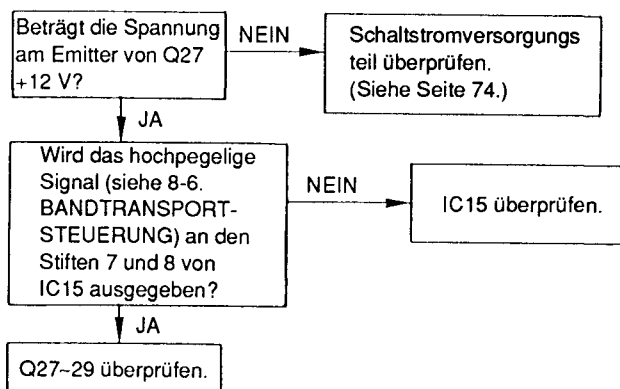 Beträgt die Spannung
am Emitter von Q27
+12 V?
NEIN
Schaltstromversorgungs
teil überprüfen.
(Siehe Seite 74.)
JA
Wird das hochpegelige
Signal (siehe 8-6.
BANDTRANSPORT-
STEUERUNG) an den
Stiften 7 und 8 von
IC15 ausgegeben?
NEIN
IC15 überprüfen.
JA
Q27~29 überprüfen.